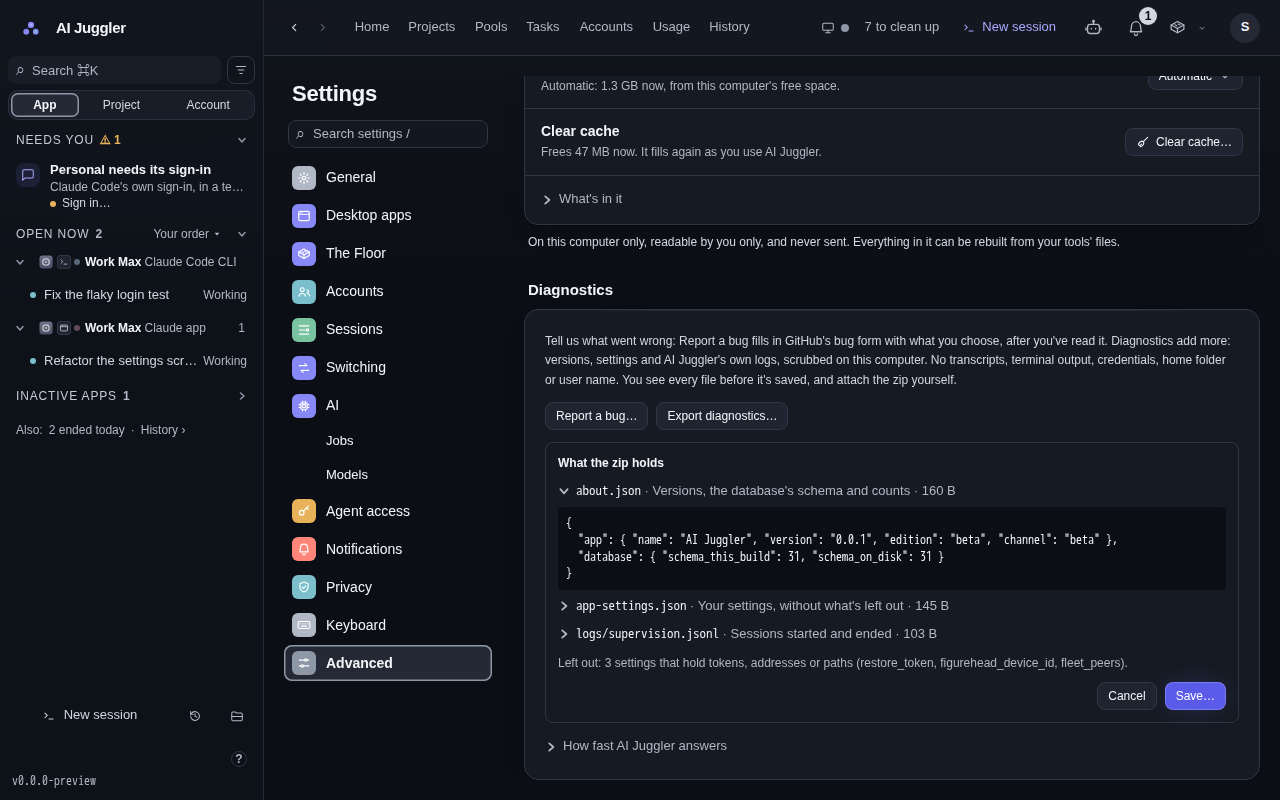 AI Juggler
Search ⌘K
App
Project
Account
NEEDS YOU 1
Personal needs its sign-in
Claude Code's own sign-in, in a te…
Sign in…
OPEN NOW 2
Your order
Work Max Claude Code CLI
Fix the flaky login test
Working
Work Max Claude app
1
Refactor the settings scr…
Working
INACTIVE APPS 1
Also: 2 ended today · History ›
New session
?
v0.0.0-preview
Home
Projects
Pools
Tasks
Accounts
Usage
History
7 to clean up
New session
1
S
Settings
Search settings /
General
Desktop apps
The Floor
Accounts
Sessions
Switching
AI
Jobs
Models
Agent access
Notifications
Privacy
Keyboard
Advanced
Automatic: 1.3 GB now, from this computer's free space.
Automatic
Clear cache
Frees 47 MB now. It fills again as you use AI Juggler.
Clear cache…
What's in it
On this computer only, readable by you only, and never sent. Everything in it can be rebuilt from your tools' files.
Diagnostics
Tell us what went wrong: Report a bug fills in GitHub's bug form with what you choose, after you've read it. Diagnostics add more:
versions, settings and AI Juggler's own logs, scrubbed on this computer. No transcripts, terminal output, credentials, home folder
or user name. You see every file before it's saved, and attach the zip yourself.
Report a bug…
Export diagnostics…
What the zip holds
about.json · Versions, the database's schema and counts · 160 B
{
"app": { "name": "AI Juggler", "version": "0.0.1", "edition": "beta", "channel": "beta" },
"database": { "schema_this_build": 31, "schema_on_disk": 31 }
}
app-settings.json · Your settings, without what's left out · 145 B
logs/supervision.jsonl · Sessions started and ended · 103 B
Left out: 3 settings that hold tokens, addresses or paths (restore_token, figurehead_device_id, fleet_peers).
Cancel
Save…
How fast AI Juggler answers